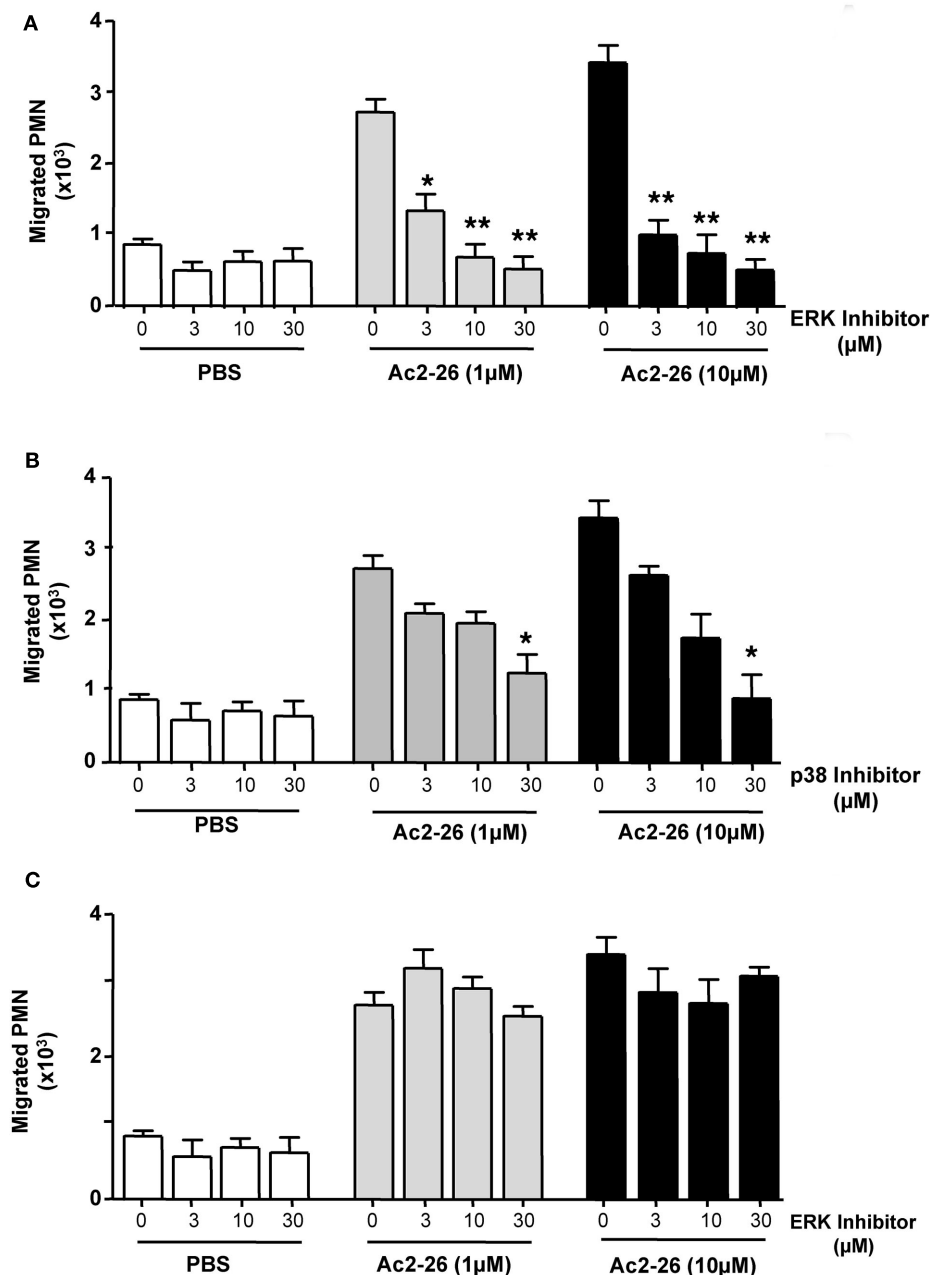 A
4
3
2
1
0
Migrated PMN
(x10³)
*
**
**
**
**
**
0 3 10 30 0 3 10 30 0 3 10 30
ERK Inhibitor
(µM)
PBS
Ac2-26 (1µM)
Ac2-26 (10µM)
B
4
3
2
1
0
Migrated PMN
(x10³)
*
*
0 3 10 30 0 3 10 30 0 3 10 30
p38 Inhibitor
(µM)
PBS
Ac2-26 (1µM)
Ac2-26 (10µM)
C
4
2
0
Migrated PMN
(x10³)
0 3 10 30 0 3 10 30 0 3 10 30
ERK Inhibitor
(µM)
PBS
Ac2-26 (1µM)
Ac2-26 (10µM)